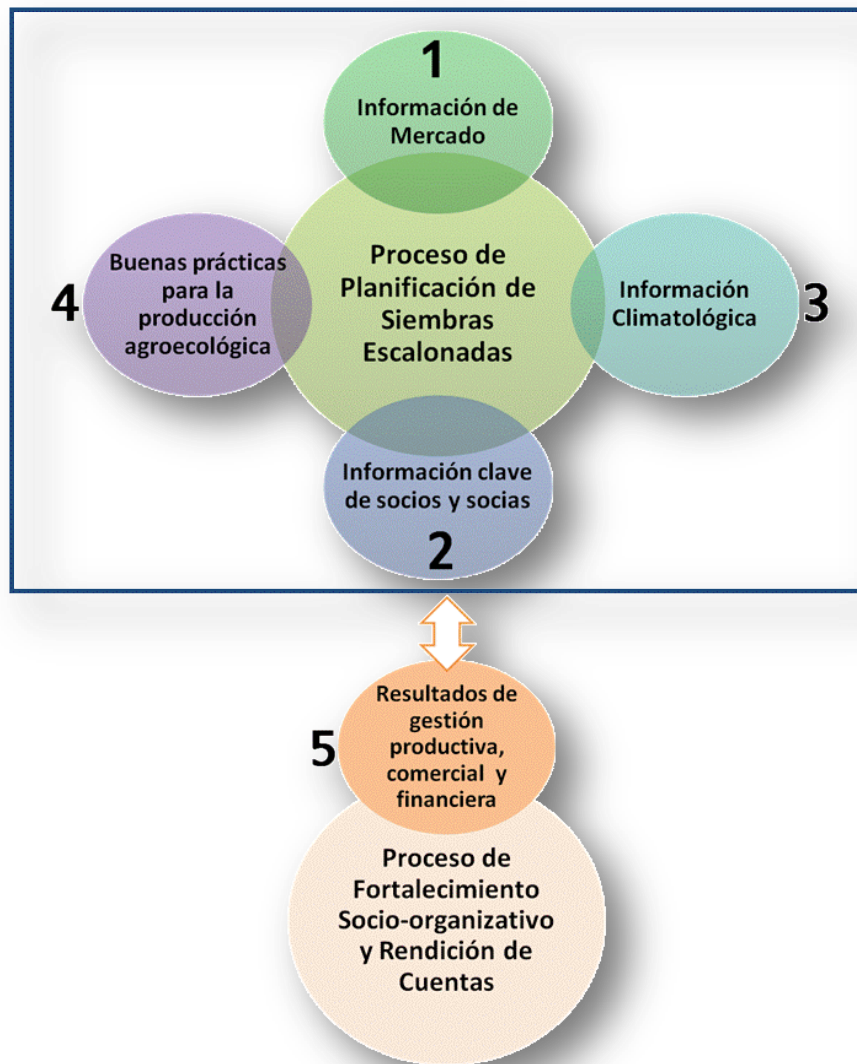 1
Información de
Mercado
Proceso de
Planificación de
Siembras
Escalonadas
4
Buenas prácticas
para la
producción
agroecológica
Información
Climatológica
3
Información clave
de socios y socias
2
5
Resultados de
gestión
productiva,
comercial y
financiera
Proceso de
Fortalecimiento
Socio-organizativo
y Rendición de
Cuentas